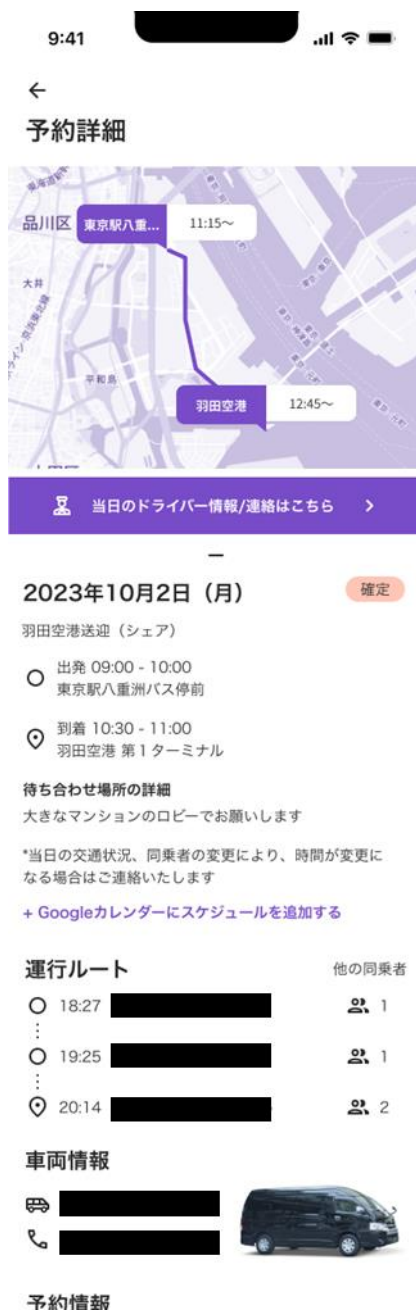 9:41
予約詳細
品川区
東京駅八重...
11:15〜
大井
平和島
羽田空港
12:45〜
当日のドライバー情報/連絡はこちら
2023年10月2日（月）
確定
羽田空港送迎（シェア）
出発 09:00 - 10:00
東京駅八重洲バス停前
到着 10:30 - 11:00
羽田空港 第1ターミナル
待ち合わせ場所の詳細
大きなマンションのロビーでお願いします
*当日の交通状況、同乗者の変更により、時間が変更に
なる場合はご連絡いたします
+ Googleカレンダーにスケジュールを追加する
運行ルート
他の同乗者
18:27
1
19:25
1
20:14
2
車両情報
予約情報